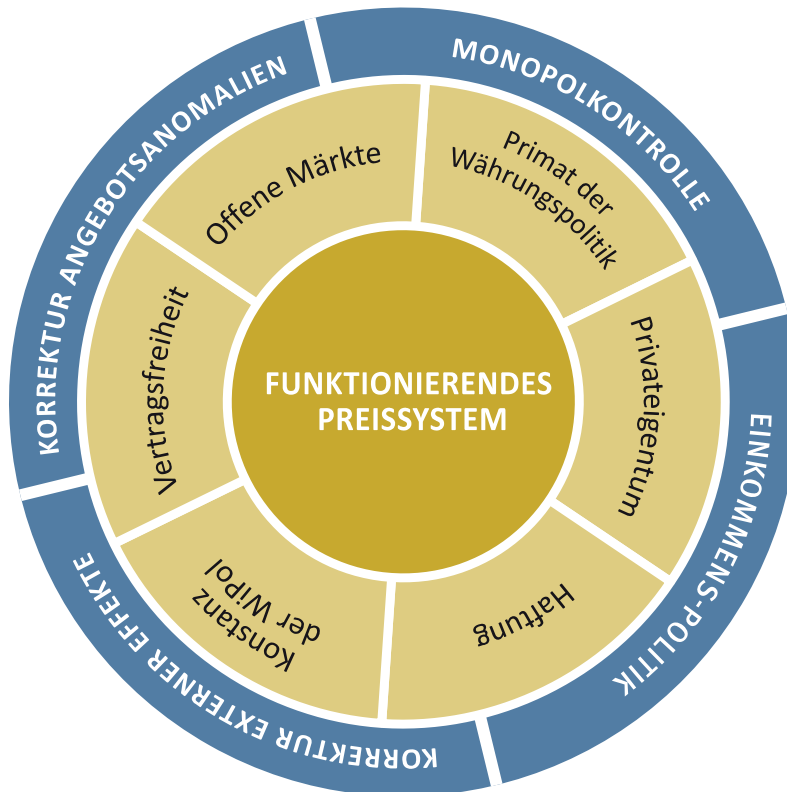 MONOPOLKONTROLLE
EINKOMMENS-POLITIK
KORREKTUR EXTERNER EFFEKTE
KORREKTUR ANGEBOTSANOMALIEN
Offene Märkte
Primat der
Währungspolitik
Privateigentum
Haftung
Konstanz
der WiPol
Vertragsfreiheit
FUNKTIONIERENDES
PREISSYSTEM